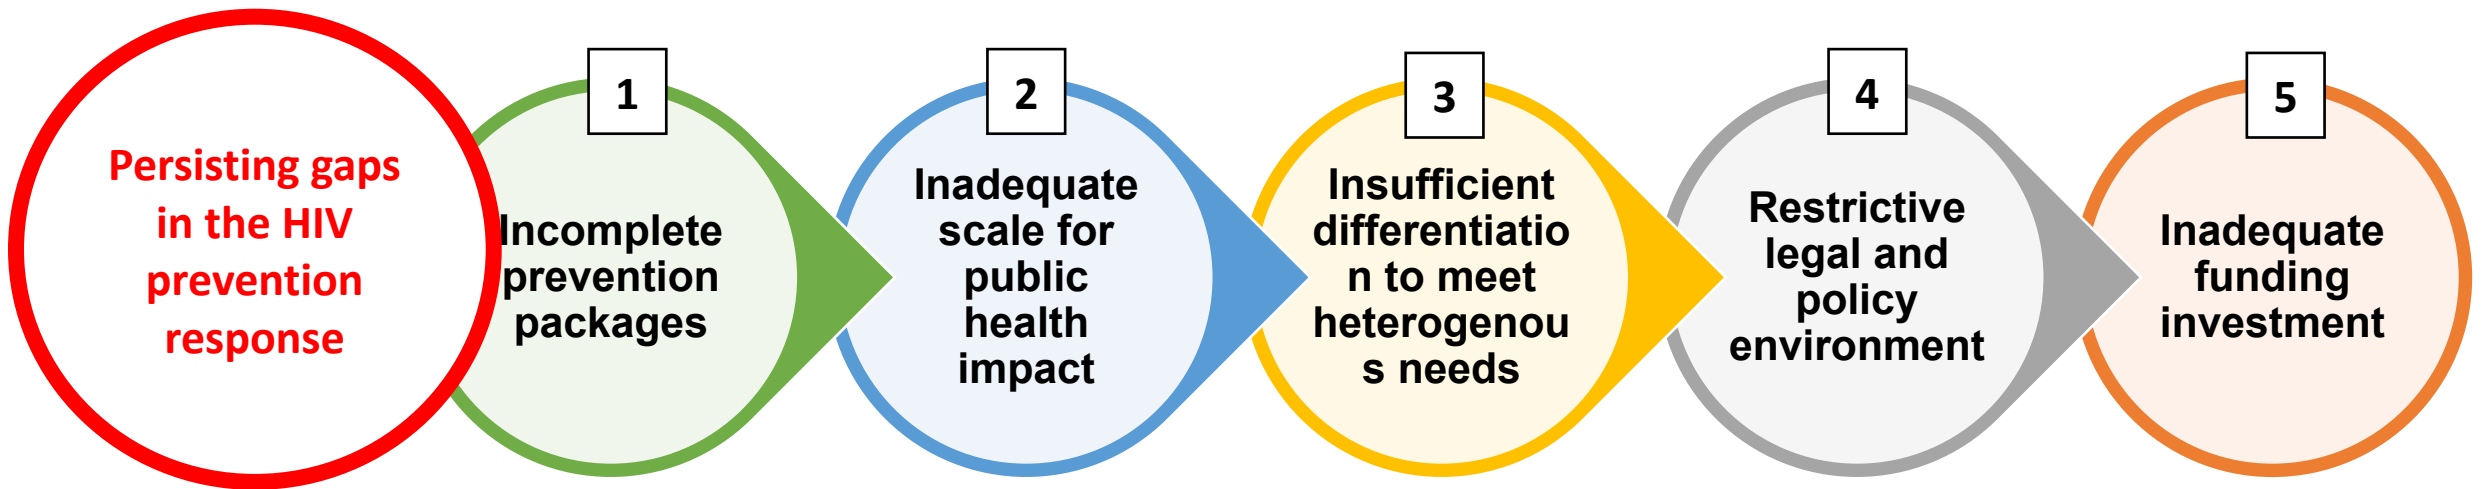 Persisting gaps
in the HIV
prevention
response
1
Incomplete
prevention
packages
2
Inadequate
scale for
public
health
impact
3
Insufficient
differentiatio
n to meet
heterogenou
s needs
4
Restrictive
legal and
policy
environment
5
Inadequate
funding
investment